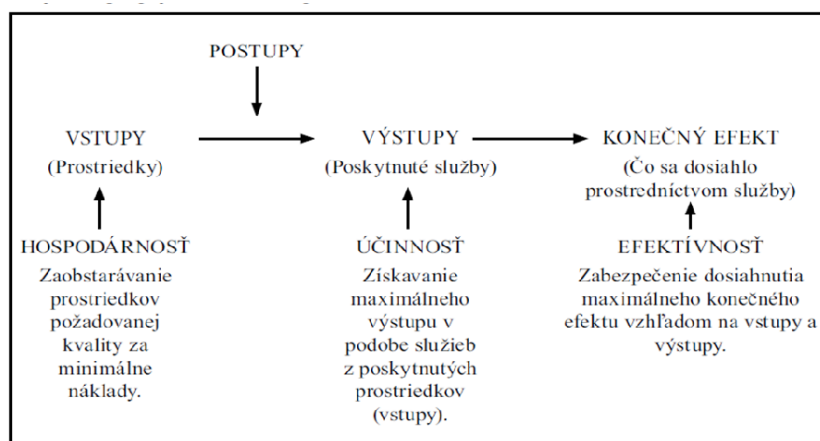 POSTUPY
VSTUPY
(Prostriedky)
VÝSTUPY
(Poskytnuté služby)
KONEČNÝ EFEKT
(Čo sa dosiahlo
prostredníctvom služby)
HOSPODÁRNOSŤ
Zaobstarávanie
prostriedkov
požadovanej
kvality za
minimálne
náklady.
ÚČINNOSŤ
Získavanie
maximálneho
výstupu v
podobe služieb
z poskytnutých
prostriedkov
(vstupy).
EFEKTÍVNOSŤ
Zabezpečenie dosiahnutia
maximálneho konečného
efektu vzhľadom na vstupy a
výstupy.